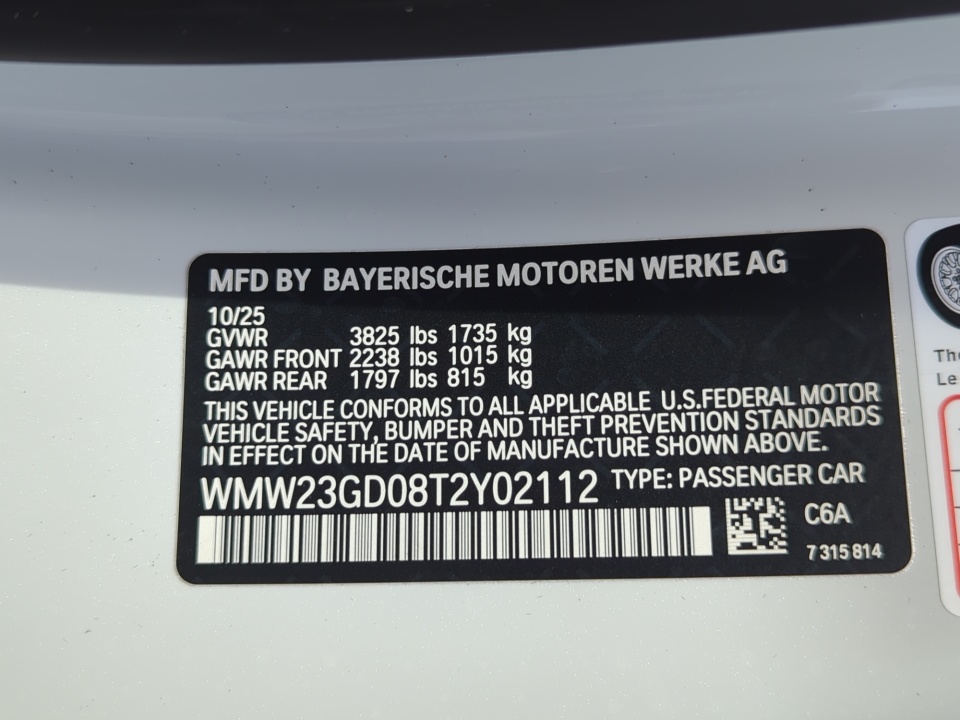 MFD BY BAYERISCHE MOTOREN WERKE AG
10/25
GVWR 3825 lbs 1735 kg
GAWR FRONT 2238 lbs 1015 kg
GAWR REAR 1797 lbs 815 kg
THIS VEHICLE CONFORMS TO ALL APPLICABLE U.S.FEDERAL MOTOR
VEHICLE SAFETY, BUMPER AND THEFT PREVENTION STANDARDS
IN EFFECT ON THE DATE OF MANUFACTURE SHOWN ABOVE.
WMW23GD08T2Y02112 TYPE: PASSENGER CAR
C6A
7 315 814
Le